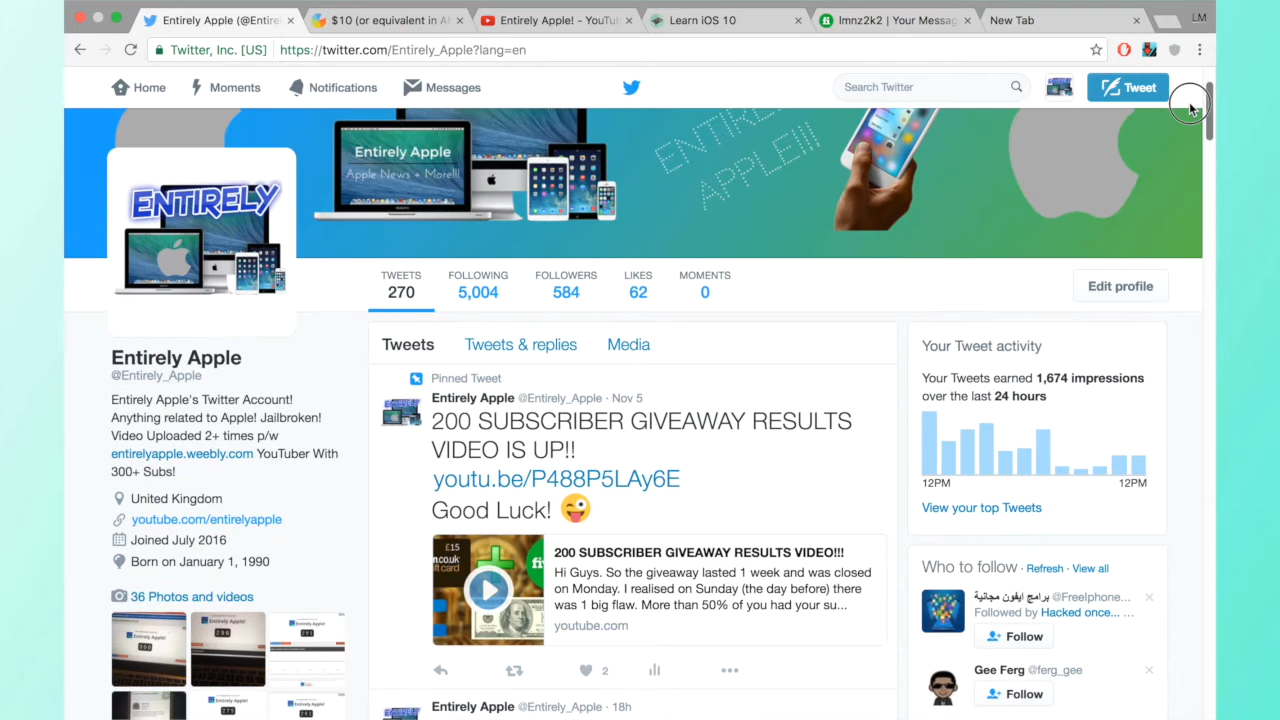 Entirely Apple (@Entire
$10 (or equivalent in A
Entirely Apple! - YouTu
Learn iOS 10
lmnz2k2 | Your Messag
New Tab
LM
Twitter, Inc. [US]
https://twitter.com/Entirely_Apple?lang=en
Home
Moments
Notifications
Messages
Search Twitter
Tweet
Entirely Apple
Apple News + More!!!
ENTIRE
APPLE!!!
ENTIRELY
TWEETS
270
FOLLOWING
5,004
FOLLOWERS
584
LIKES
62
MOMENTS
0
Edit profile
Entirely Apple
@Entirely_Apple
Entirely Apple's Twitter Account!
Anything related to Apple! Jailbroken!
Video Uploaded 2+ times p/w
entirelyapple.weebly.com YouTuber With
300+ Subs!
United Kingdom
youtube.com/entirelyapple
Joined July 2016
Born on January 1, 1990
36 Photos and videos
Tweets
Tweets & replies
Media
Pinned Tweet
Entirely Apple @Entirely_Apple · Nov 5
200 SUBSCRIBER GIVEAWAY RESULTS
VIDEO IS UP!!
youtu.be/P488P5LAy6E
Good Luck! 😜
£15
n.co.uk
ft card
fi
200 SUBSCRIBER GIVEAWAY RESULTS VIDEO!!!
Hi Guys. So the giveaway lasted 1 week and was closed
on Monday. I realised on Sunday (the day before) there
was 1 big flaw. More than 50% of you had your su...
youtube.com
2
Entirely Apple @Entirely_Apple · 18h
Your Tweet activity
Your Tweets earned 1,674 impressions
over the last 24 hours
12PM
12PM
View your top Tweets
Who to follow · Refresh · View all
برامج ايفون مجانية @FreeIphone...
Followed by Hacked once... ...
Follow
Gee Ferg @ferg_gee
Follow